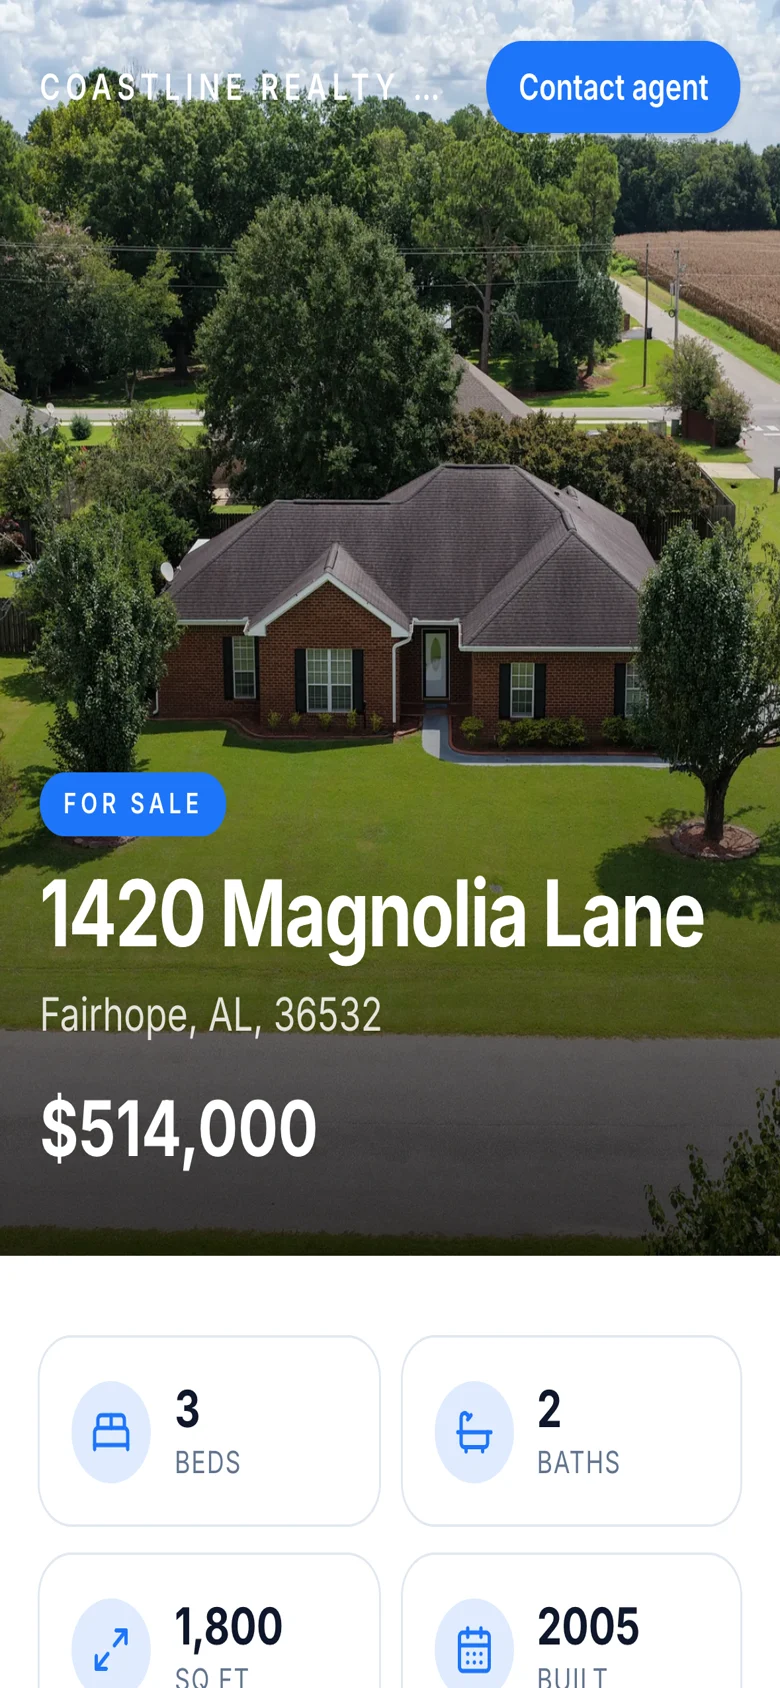 COASTLINE REALTY ...
Contact agent
FOR SALE
1420 Magnolia Lane
Fairhope, AL, 36532
$514,000
3
BEDS
2
BATHS
1,800
SQ FT
2005
BUILT